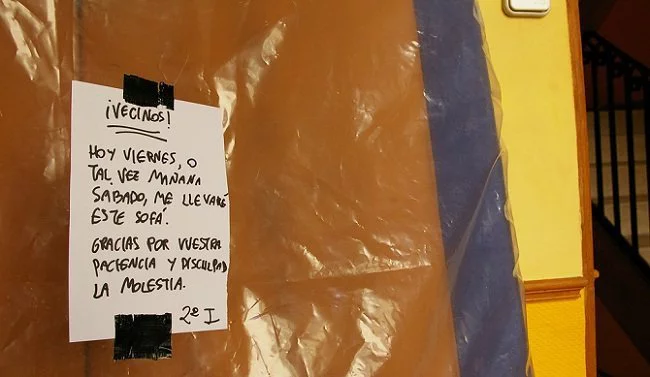 ¡VECINOS!
HOY VIERNES, O
TAL VEZ MAÑANA
SABADO, ME LLEVARÉ
ESTE SOFÁ.
GRACIAS POR VUESTRA
PACIENCIA Y DISCULPAD
LA MOLESTIA.
2º I